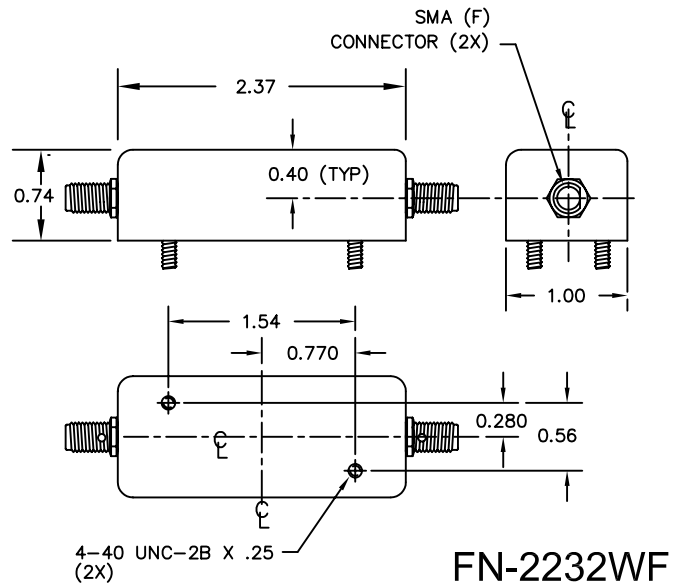 SMA (F)
CONNECTOR (2X)
2.37
℄
0.40 (TYP)
0.74
1.00
1.54
0.770
0.280
0.56
℄
℄
4-40 UNC-2B X .25
(2X)
FN-2232WF